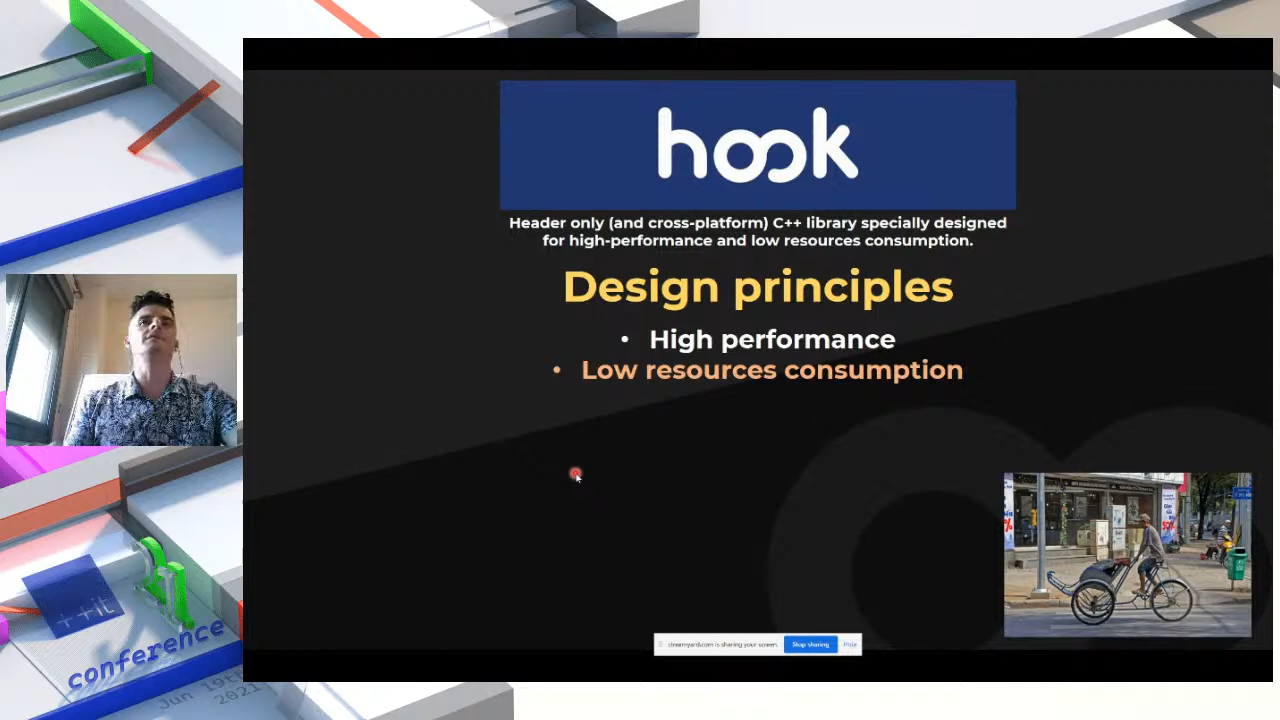 hook
Header only (and cross-platform) C++ library specially designed
for high-performance and low resources consumption.
Design principles
• High performance
• Low resources consumption
streamyard.com is sharing your screen.
Stop sharing
Hide
++it
conference
Jun 19th
2021